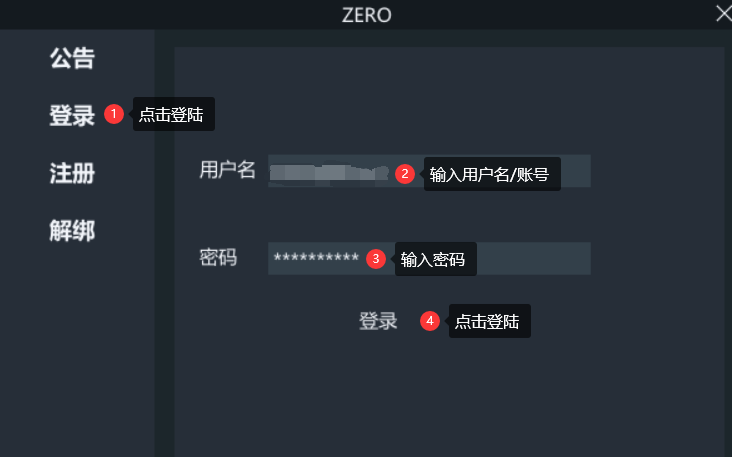 ZERO
公告
登录
1 点击登陆
注册
解绑
用户名
2 输入用户名/账号
密码 **********
3 输入密码
登录
4 点击登陆